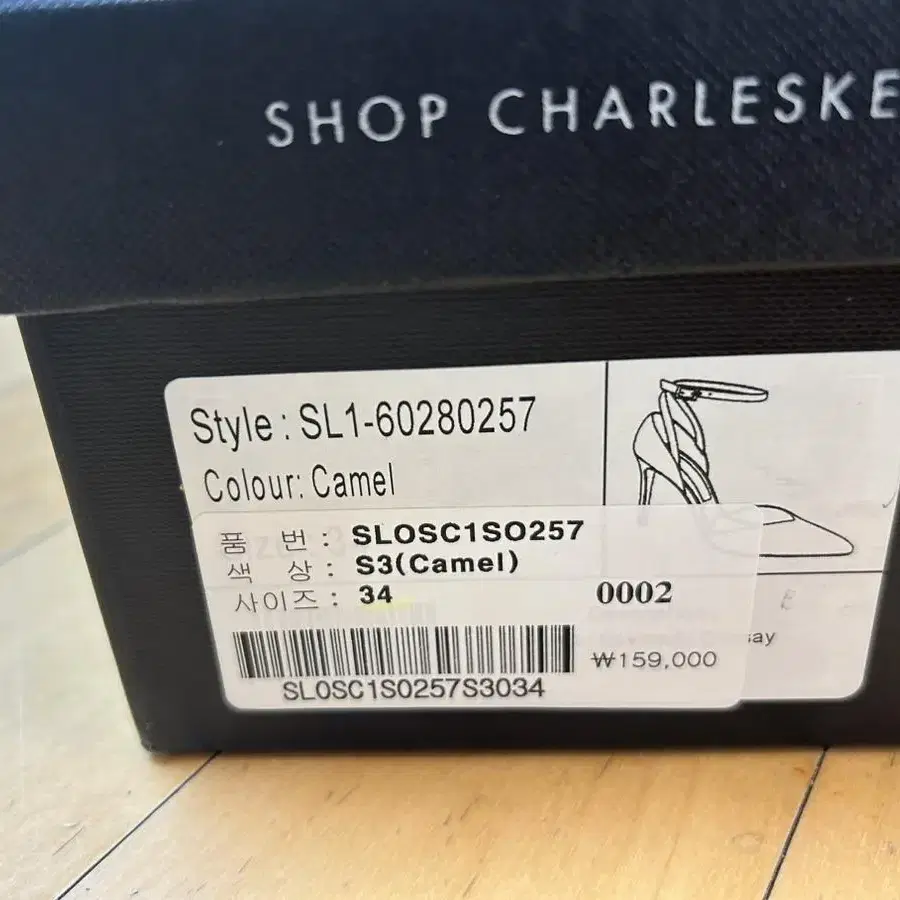 SHOP CHARLESKE
Style : SL1-60280257
Colour: Camel
품 번 : SLOSC1SO257
색 상 : S3(Camel)
사이즈 : 34
0002
₩159,000
SLOSC1SO257S3034